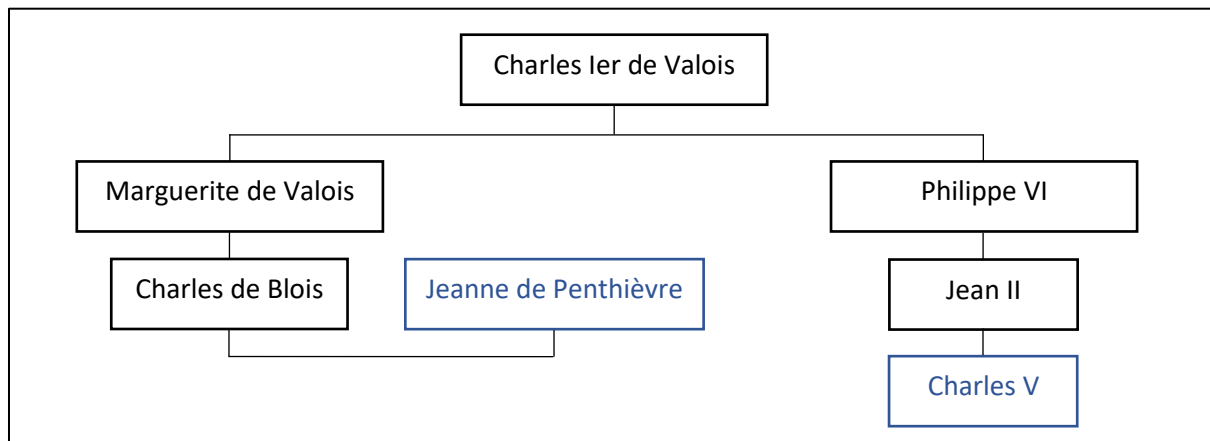 Charles Ier de Valois
Marguerite de Valois
Philippe VI
Charles de Blois
Jeanne de Penthièvre
Jean II
Charles V